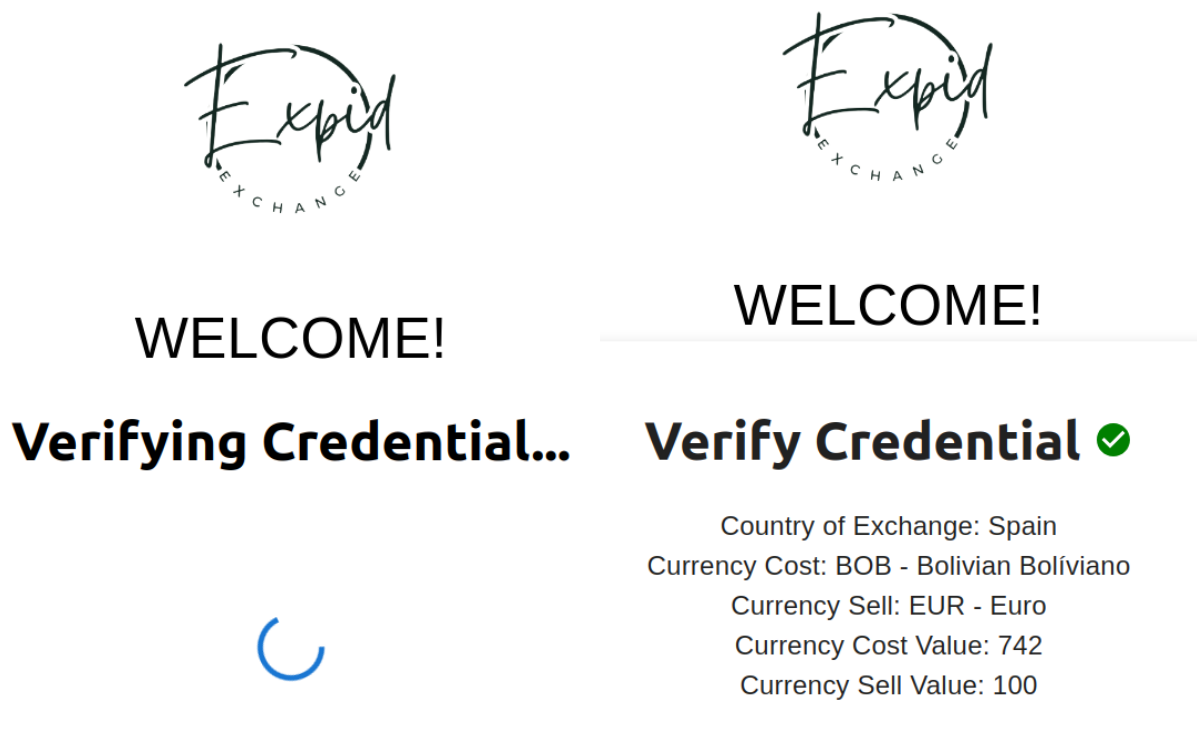 Expid
EXCHANGE
WELCOME!
Verifying Credential...
Expid
EXCHANGE
WELCOME!
Verify Credential
Country of Exchange: Spain
Currency Cost: BOB - Bolivian Bolíviano
Currency Sell: EUR - Euro
Currency Cost Value: 742
Currency Sell Value: 100